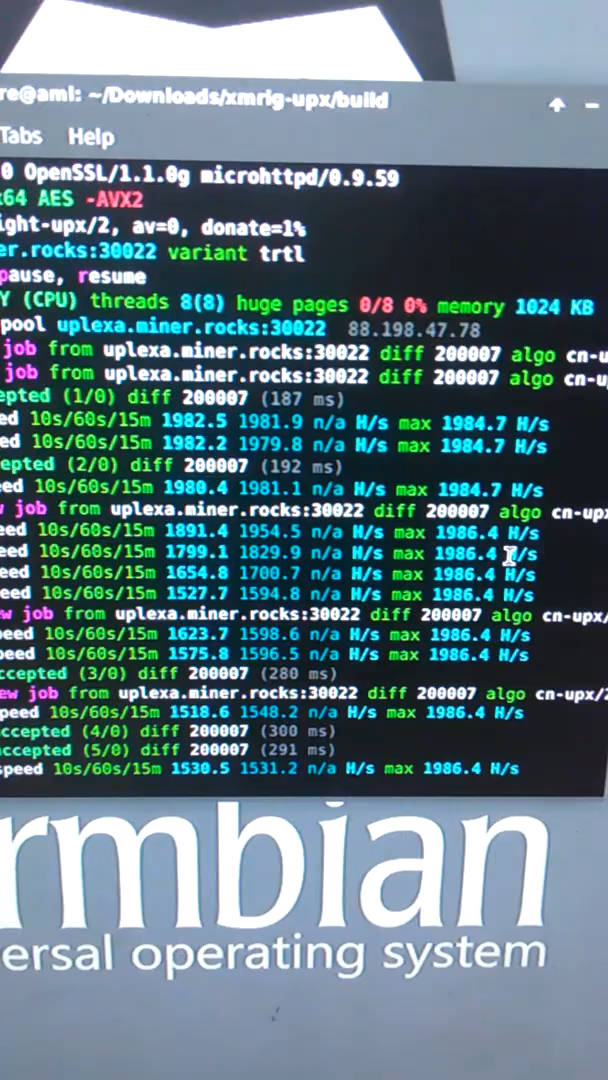 re@aml: ~/Downloads/xmrig-upx/build
Tabs Help
0 OpenSSL/1.1.0g microhttpd/0.9.59
x64 AES -AVX2
ight-upx/2, av=0, donate=1%
er.rocks:30022 variant trtl
pause, resume
Y (CPU) threads 8(8) huge pages 0/8 0% memory 1024 KB
pool uplexa.miner.rocks:30022 88.198.47.78
job from uplexa.miner.rocks:30022 diff 200007 algo cn-u
job from uplexa.miner.rocks:30022 diff 200007 algo cn-u
epted (1/0) diff 200007 (187 ms)
ed 10s/60s/15m 1982.5 1981.9 n/a H/s max 1984.7 H/s
ed 10s/60s/15m 1982.2 1979.8 n/a H/s max 1984.7 H/s
epted (2/0) diff 200007 (192 ms)
eed 10s/60s/15m 1980.4 1981.1 n/a H/s max 1984.7 H/s
w job from uplexa.miner.rocks:30022 diff 200007 algo cn-upx
eed 10s/60s/15m 1891.4 1954.5 n/a H/s max 1986.4 H/s
eed 10s/60s/15m 1799.1 1829.9 n/a H/s max 1986.4 H/s
eed 10s/60s/15m 1654.8 1700.7 n/a H/s max 1986.4 H/s
eed 10s/60s/15m 1527.7 1594.8 n/a H/s max 1986.4 H/s
ew job from uplexa.miner.rocks:30022 diff 200007 algo cn-upx/
peed 10s/60s/15m 1623.7 1598.6 n/a H/s max 1986.4 H/s
peed 10s/60s/15m 1575.8 1596.5 n/a H/s max 1986.4 H/s
ccepted (3/0) diff 200007 (280 ms)
ew job from uplexa.miner.rocks:30022 diff 200007 algo cn-upx/2
peed 10s/60s/15m 1518.6 1548.2 n/a H/s max 1986.4 H/s
accepted (4/0) diff 200007 (300 ms)
accepted (5/0) diff 200007 (291 ms)
speed 10s/60s/15m 1530.5 1531.2 n/a H/s max 1986.4 H/s
rmbian
ersal operating system